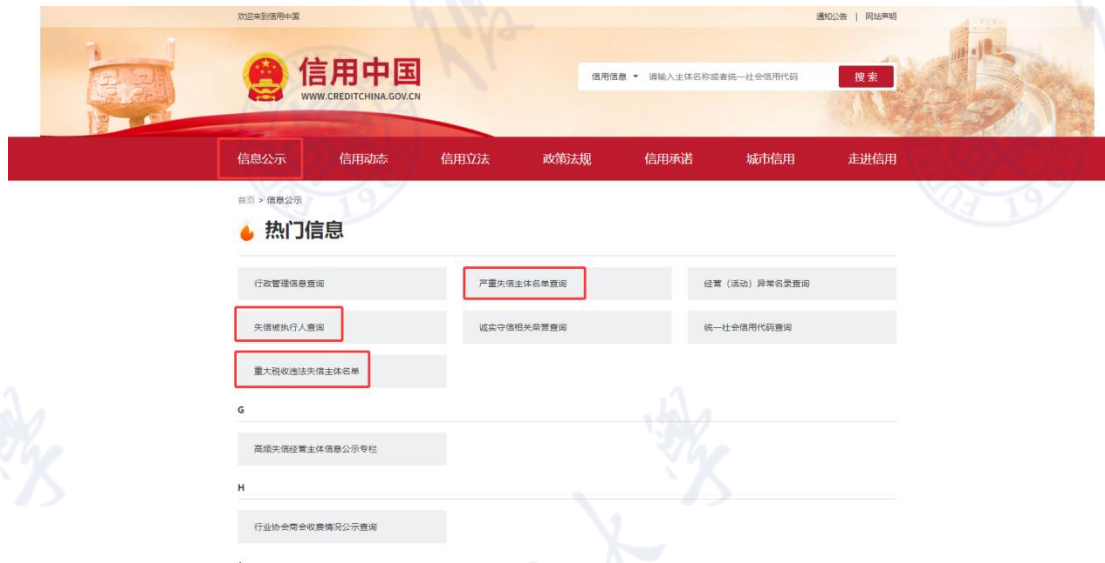 欢迎来到信用中国
通知公告 | 网站声明
信用中国
WWW.CREDITCHINA.GOV.CN
信用信息
请输入主体名称或者统一社会信用代码
搜索
信息公示 信用动态 信用立法 政策法规 信用承诺 城市信用 走进信用
首页 > 信息公示
热门信息
行政管理信息查询 严重失信主体名单查询 经营（活动）异常名录查询
失信被执行人查询 诚实守信相关荣誉查询 统一社会信用代码查询
重大税收违法失信主体名单
G
高频失信经营主体信息公示专栏
H
行业协会商会收费情况公示查询